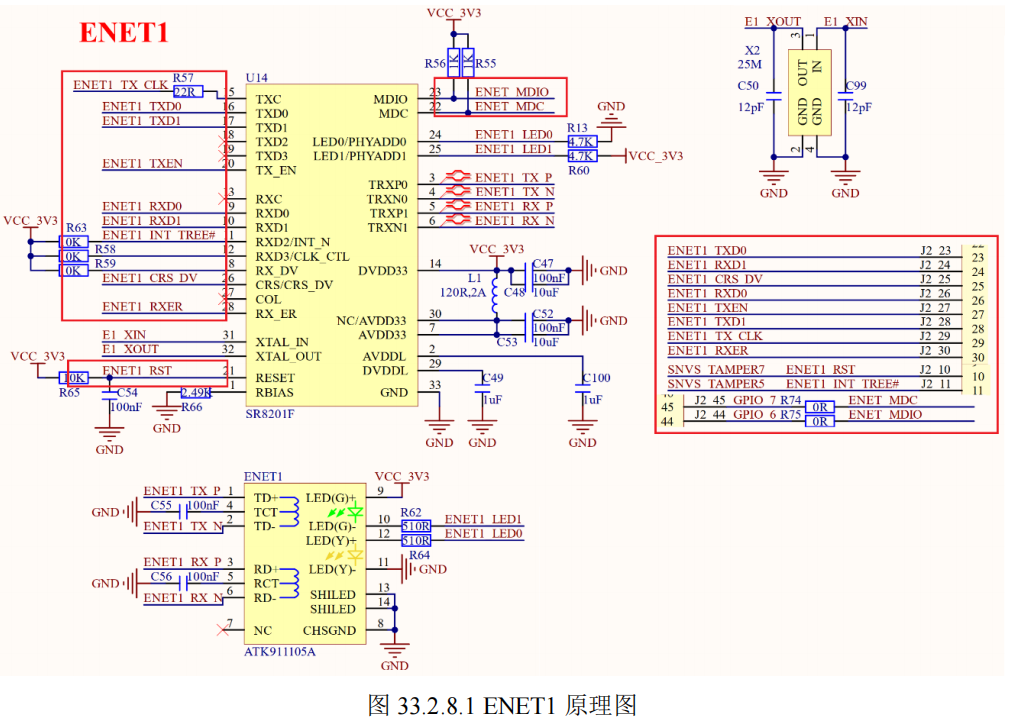 ENET1
VCC_3V3
R56 1K 1K R55
E1_XOUT E1_XIN
3 1
X2
25M
OUT IN
GND GND
C50 C99
12pF 12pF
2 4
GND GND
U14
ENET1_TX_CLK R57 22R 15 TXC
ENET1_TXD0 16 TXD0
ENET1_TXD1 17 TXD1
18 TXD2
19 TXD3
ENET1_TXEN 20 TX_EN
13 RXC
ENET1_RXD0 9 RXD0
ENET1_RXD1 10 RXD1
ENET1_INT_TREE# 11 RXD2/INT_N
12 RXD3/CLK_CTL
8 RX_DV
ENET1_CRS_DV 26 CRS/CRS_DV
27 COL
ENET1_RXER 28 RX_ER
VCC_3V3
R63
R58
R59
E1_XIN 31 XTAL_IN
E1_XOUT 32 XTAL_OUT
VCC_3V3
ENET1_RST 21 RESET
10K
R65
C54
100nF
GND
1 RBIAS
2.49K
R66
GND
SR8201F
MDIO 23 ENET_MDIO
MDC 22 ENET_MDC
LED0/PHYADD0 24 ENET1_LED0 R13 4.7K GND
LED1/PHYADD1 25 ENET1_LED1 4.7K R60 VCC_3V3
TRXP0 3 ENET1_TX_P
TRXN0 4 ENET1_TX_N
TRXP1 5 ENET1_RX_P
TRXN1 6 ENET1_RX_N
VCC_3V3
DVDD33 14
L1
120R,2A
C47
100nF
C48 10uF
GND
NC/AVDD33 30
AVDD33 7
C52
100nF
C53 10uF
GND
AVDDL 2
DVDDL 29
GND 33
C49
1uF
C100
1uF
GND GND GND
ENET1_TXD0 J2_23 23
ENET1_RXD1 J2_24 24
ENET1_CRS_DV J2_25 25
ENET1_RXD0 J2_26 26
ENET1_TXEN J2_27 27
ENET1_TXD1 J2_28 28
ENET1_TX_CLK J2_29 29
ENET1_RXER J2_30 30
SNVS_TAMPER7 ENET1_RST J2_10 10
SNVS_TAMPER5 ENET1_INT_TREE# J2_11 11
45 J2_45 GPIO_7 R74 0R ENET_MDC
44 J2_44 GPIO_6 R75 0R ENET_MDIO
ENET1
ENET1_TX_P 1 TD+
GND C55 100nF 4 TCT
ENET1_TX_N 2 TD-
ENET1_RX_P 3 RD+
GND C56 100nF 5 RCT
ENET1_RX_N 6 RD-
7 NC
ATK911105A
VCC_3V3
LED(G)+ 9
LED(G)- 10 R62 510R ENET1_LED1
LED(Y)+ 12 510R ENET1_LED0
R64
LED(Y)- 11 GND
SHILED 13
SHILED 14
CHSGND 8
GND
图 33.2.8.1 ENET1 原理图